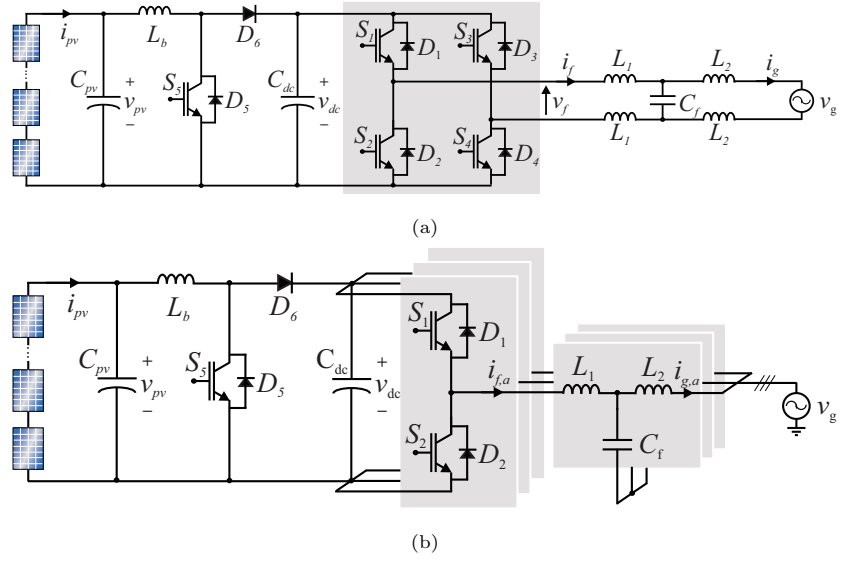 i_pv L_b D_6 S_1 D_1 S_3 D_3
C_pv + v_pv − S_5 D_5 C_dc + v_dc − i_f L_1 L_2 i_g
v_f C_f v_g
S_2 D_2 S_4 D_4 L_1 L_2
(a)
i_pv L_b D_6
C_pv + v_pv − S_5 D_5 C_dc + v_dc − S_1 D_1
i_f,a L_1 L_2 i_g,a
v_g
S_2 D_2 C_f
(b)